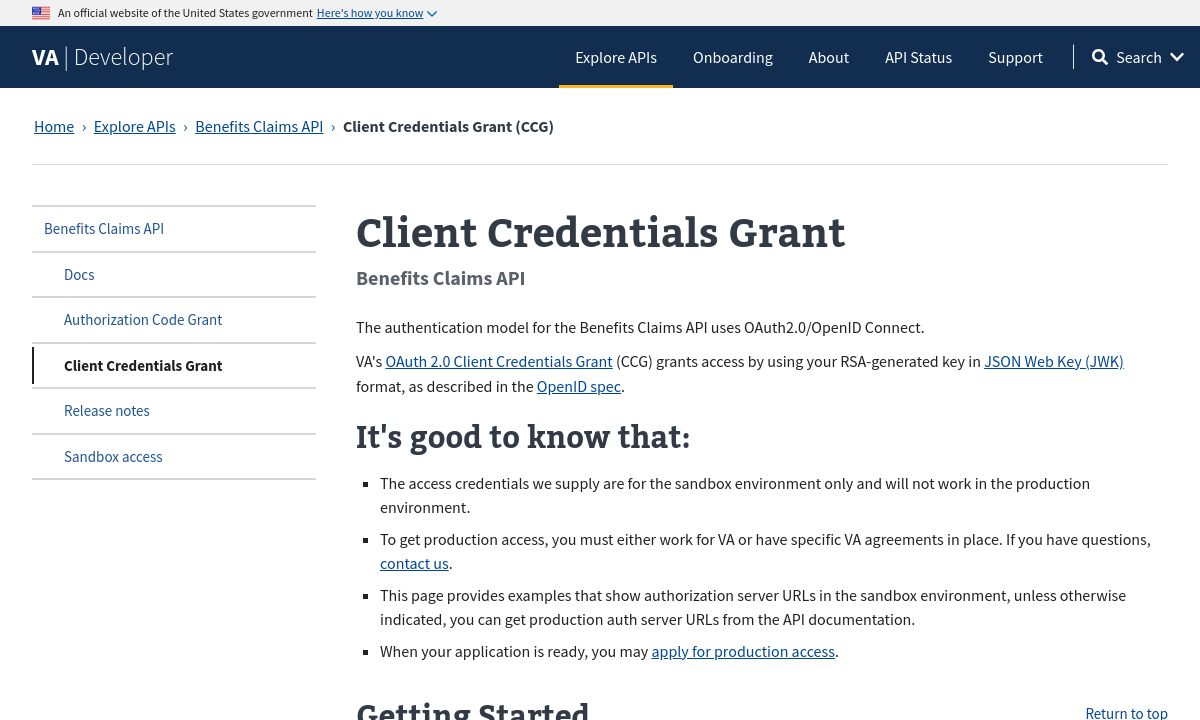 An official website of the United States government Here's how you know
VA | Developer
Explore APIs
Onboarding
About
API Status
Support
Search
Home › Explore APIs › Benefits Claims API › Client Credentials Grant (CCG)
Benefits Claims API
Docs
Authorization Code Grant
Client Credentials Grant
Release notes
Sandbox access
Client Credentials Grant
Benefits Claims API
The authentication model for the Benefits Claims API uses OAuth2.0/OpenID Connect.
VA's OAuth 2.0 Client Credentials Grant (CCG) grants access by using your RSA-generated key in JSON Web Key (JWK)
format, as described in the OpenID spec.
It's good to know that:
The access credentials we supply are for the sandbox environment only and will not work in the production
environment.
To get production access, you must either work for VA or have specific VA agreements in place. If you have questions,
contact us.
This page provides examples that show authorization server URLs in the sandbox environment, unless otherwise
indicated, you can get production auth server URLs from the API documentation.
When your application is ready, you may apply for production access.
Getting Started
Return to top